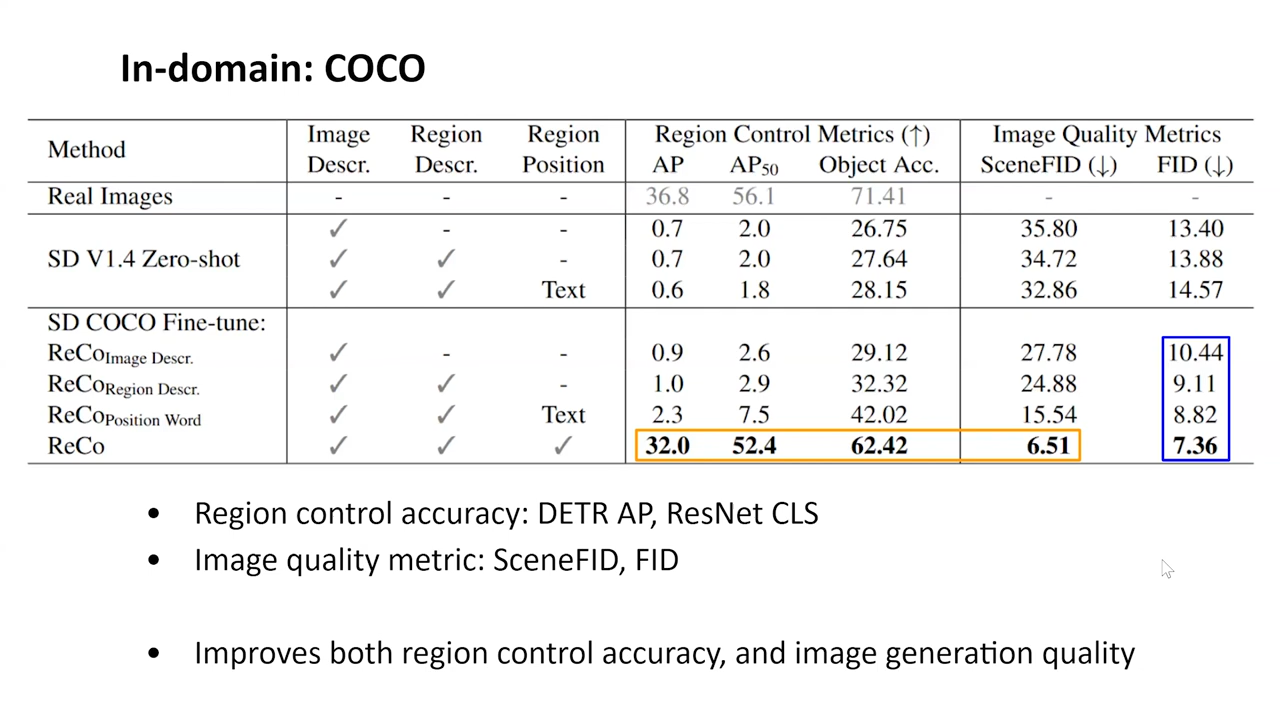 In-domain: COCO
Method Image Descr. Region Descr. Region Position Region Control Metrics (↑) Image Quality Metrics
AP AP50 Object Acc. SceneFID (↓) FID (↓)
Real Images - - - 36.8 56.1 71.41 - -
✓ - - 0.7 2.0 26.75 35.80 13.40
SD V1.4 Zero-shot ✓ ✓ - 0.7 2.0 27.64 34.72 13.88
✓ ✓ Text 0.6 1.8 28.15 32.86 14.57
SD COCO Fine-tune:
ReCo Image Descr. ✓ - - 0.9 2.6 29.12 27.78 10.44
ReCo Region Descr. ✓ ✓ - 1.0 2.9 32.32 24.88 9.11
ReCo Position Word ✓ ✓ Text 2.3 7.5 42.02 15.54 8.82
ReCo ✓ ✓ ✓ 32.0 52.4 62.42 6.51 7.36
• Region control accuracy: DETR AP, ResNet CLS
• Image quality metric: SceneFID, FID
• Improves both region control accuracy, and image generation quality